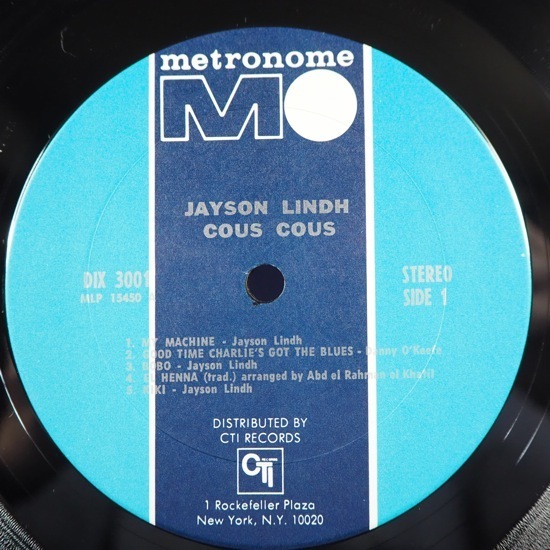 metronome
MO
JAYSON LINDH
COUS COUS
DIX 3001
MLP 15450
STEREO
SIDE 1
1. MY MACHINE - Jayson Lindh
2. GOOD TIME CHARLIE'S GOT THE BLUES - Danny O'Keefe
3. BOBO - Jayson Lindh
4. EL HENNA (trad.) arranged by Abd el Rahman el Khatib
5. KIKI - Jayson Lindh
DISTRIBUTED BY
CTI RECORDS
CTI
1 Rockefeller Plaza
New York, N.Y. 10020